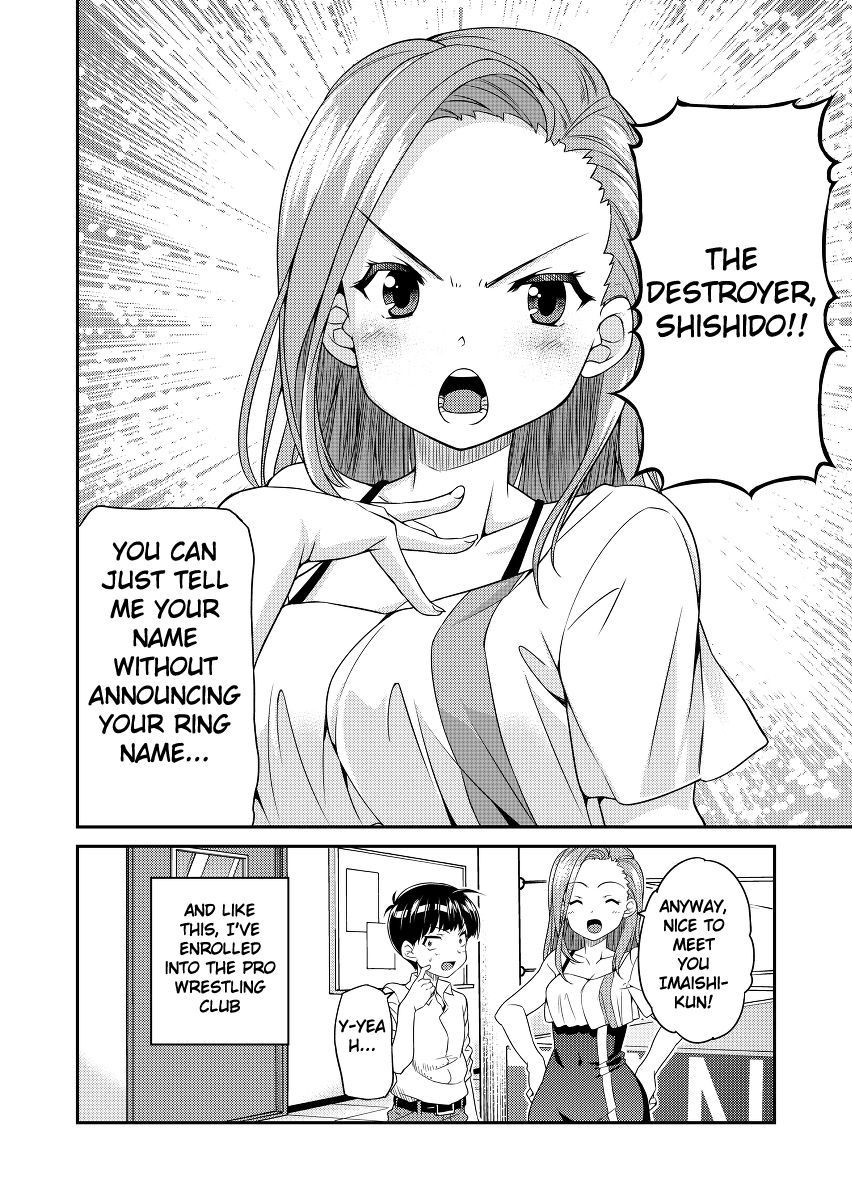 THE
DESTROYER,
SHISHIDO!!
YOU CAN
JUST TELL
ME YOUR
NAME
WITHOUT
ANNOUNCING
YOUR RING
NAME...
ANYWAY,
NICE TO
MEET
YOU
IMAISHI-
KUN!
Y-YEA
H...
AND LIKE
THIS, I'VE
ENROLLED
INTO THE PRO
WRESTLING
CLUB
N